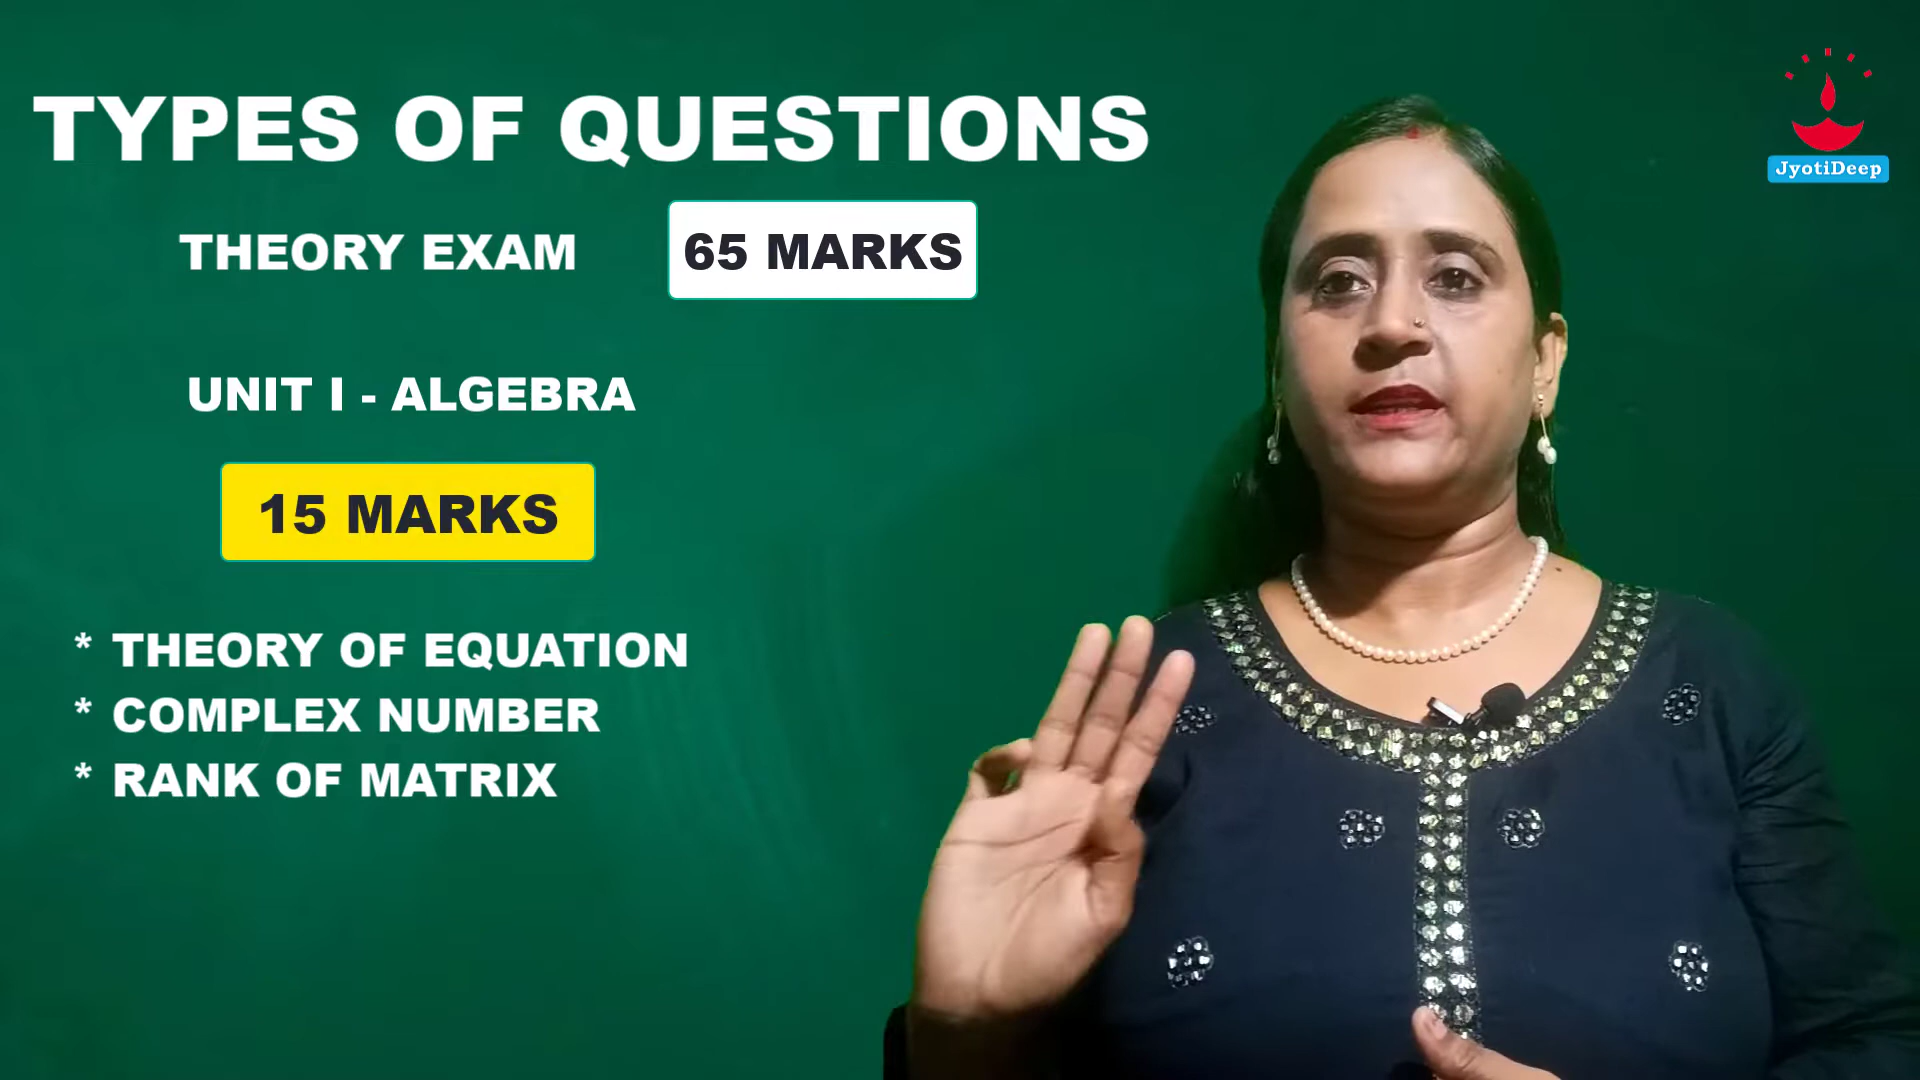 TYPES OF QUESTIONS
THEORY EXAM
65 MARKS
UNIT I - ALGEBRA
15 MARKS
* THEORY OF EQUATION
* COMPLEX NUMBER
* RANK OF MATRIX
JyotiDeep